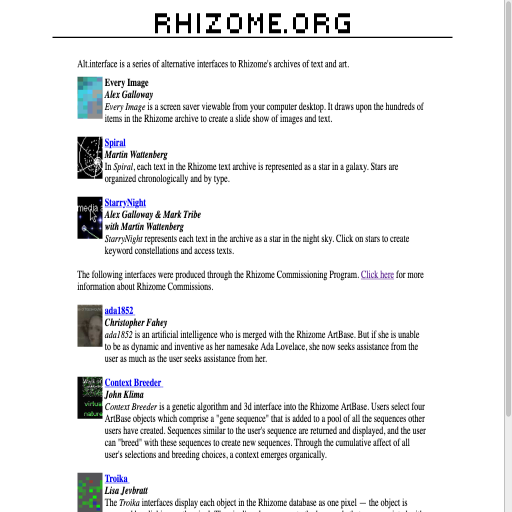 RHIZOME.ORG
Alt.interface is a series of alternative interfaces to Rhizome's archives of text and art.
Every Image
Alex Galloway
Every Image is a screen saver viewable from your computer desktop. It draws upon the hundreds of
items in the Rhizome archive to create a slide show of images and text.
Spiral
Martin Wattenberg
In Spiral, each text in the Rhizome text archive is represented as a star in a galaxy. Stars are
organized chronologically and by type.
media
StarryNight
Alex Galloway & Mark Tribe
with Martin Wattenberg
StarryNight represents each text in the archive as a star in the night sky. Click on stars to create
keyword constellations and access texts.
The following interfaces were produced through the Rhizome Commissioning Program. Click here for more
information about Rhizome Commissions.
ada1852
Christopher Fahey
ada1852 is an artificial intelligence who is merged with the Rhizome ArtBase. But if she is unable
to be as dynamic and inventive as her namesake Ada Lovelace, she now seeks assistance from the
user as much as the user seeks assistance from her.
Context Breeder
John Klima
virtual
nature
Context Breeder is a genetic algorithm and 3d interface into the Rhizome ArtBase. Users select four
ArtBase objects which comprise a "gene sequence" that is added to a pool of all the sequences other
users have created. Sequences similar to the user's sequence are returned and displayed, and the user
can "breed" with these sequences to create new sequences. Through the cumulative affect of all
user's selections and breeding choices, a context emerges organically.
Troika
Lisa Jevbratt
The Troika interfaces display each object in the Rhizome database as one pixel — the object is